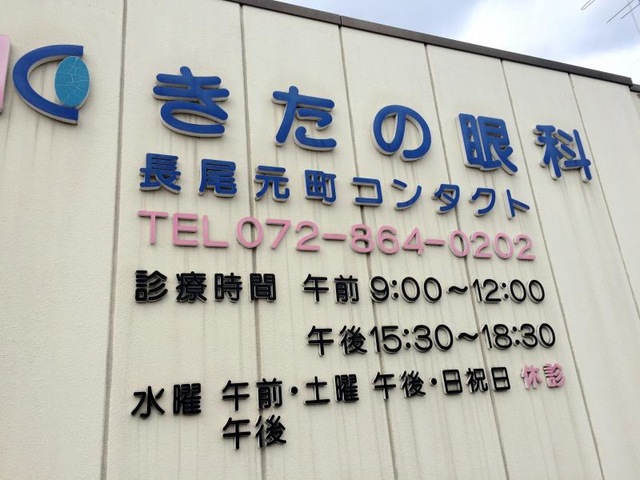 きたの眼科
長尾元町コンタクト
TEL072-864-0202
診療時間 午前9:00〜12:00
午後15:30〜18:30
水曜 午前・土曜 午後・日祝日 休診
午後